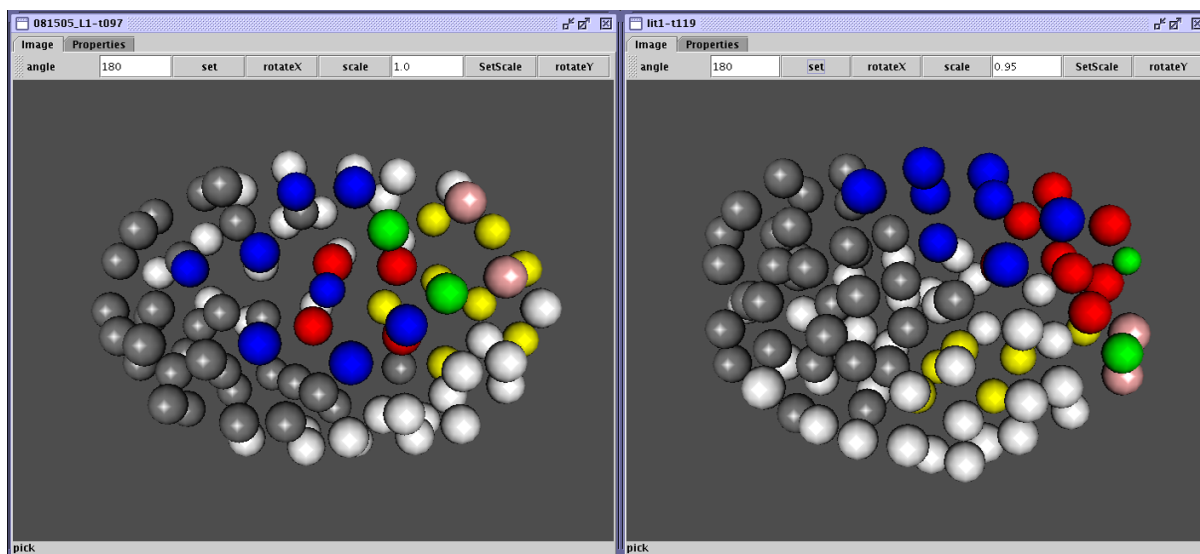 081505_L1-t097
Image Properties
angle 180 set rotateX scale 1.0 SetScale rotateY
pick
lit1-t119
Image Properties
angle 180 set rotateX scale 0.95 SetScale rotateY
pick